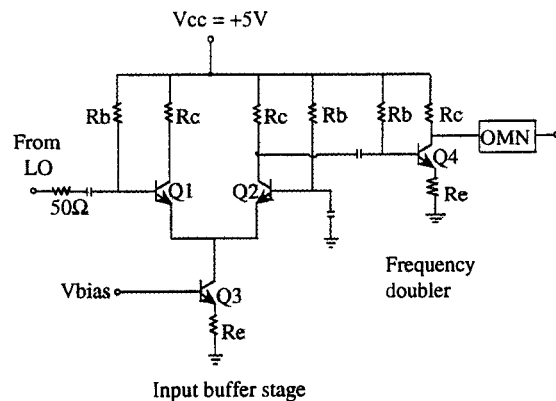 Vcc = +5V
Rb
Rc
Rc
Rb
Rb
Rc
From
LO
50Ω
Q1
Q2
Q4
OMN
Re
Vbias
Q3
Re
Frequency
doubler
Input buffer stage